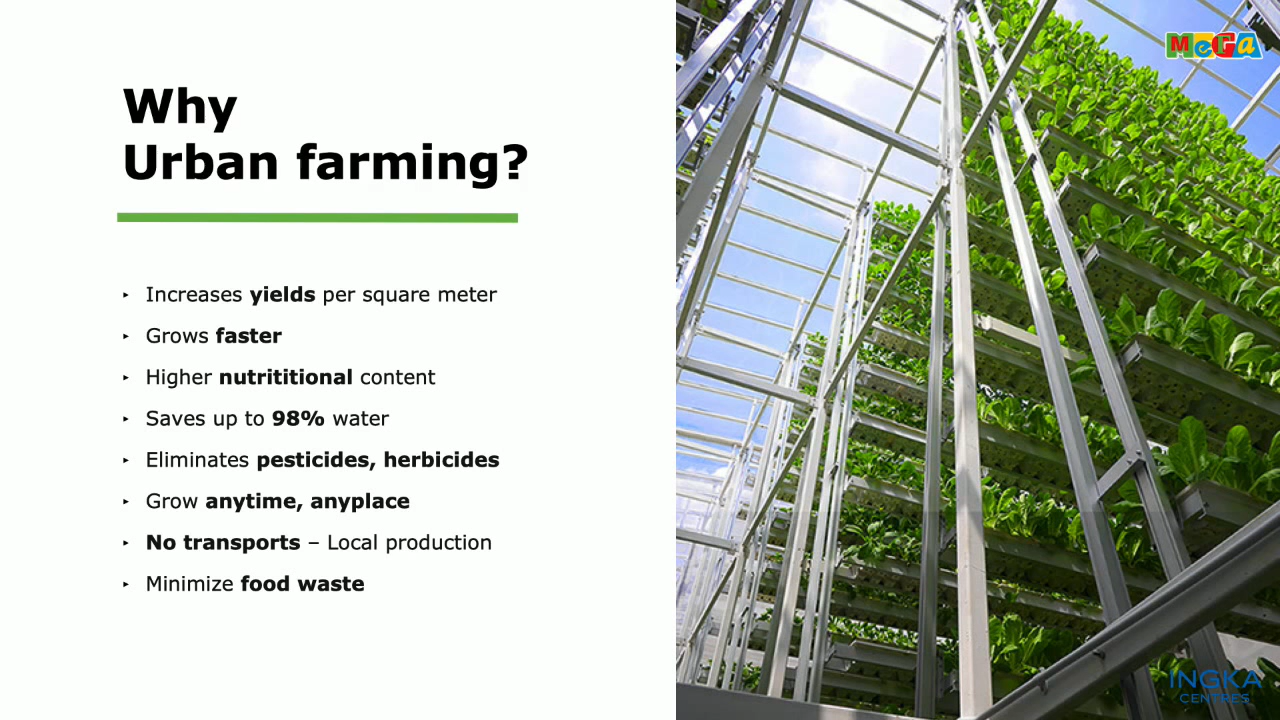 Why
Urban farming?
‣ Increases yields per square meter
‣ Grows faster
‣ Higher nutrititional content
‣ Saves up to 98% water
‣ Eliminates pesticides, herbicides
‣ Grow anytime, anyplace
‣ No transports – Local production
‣ Minimize food waste
МеГа
INGKA
CENTRES